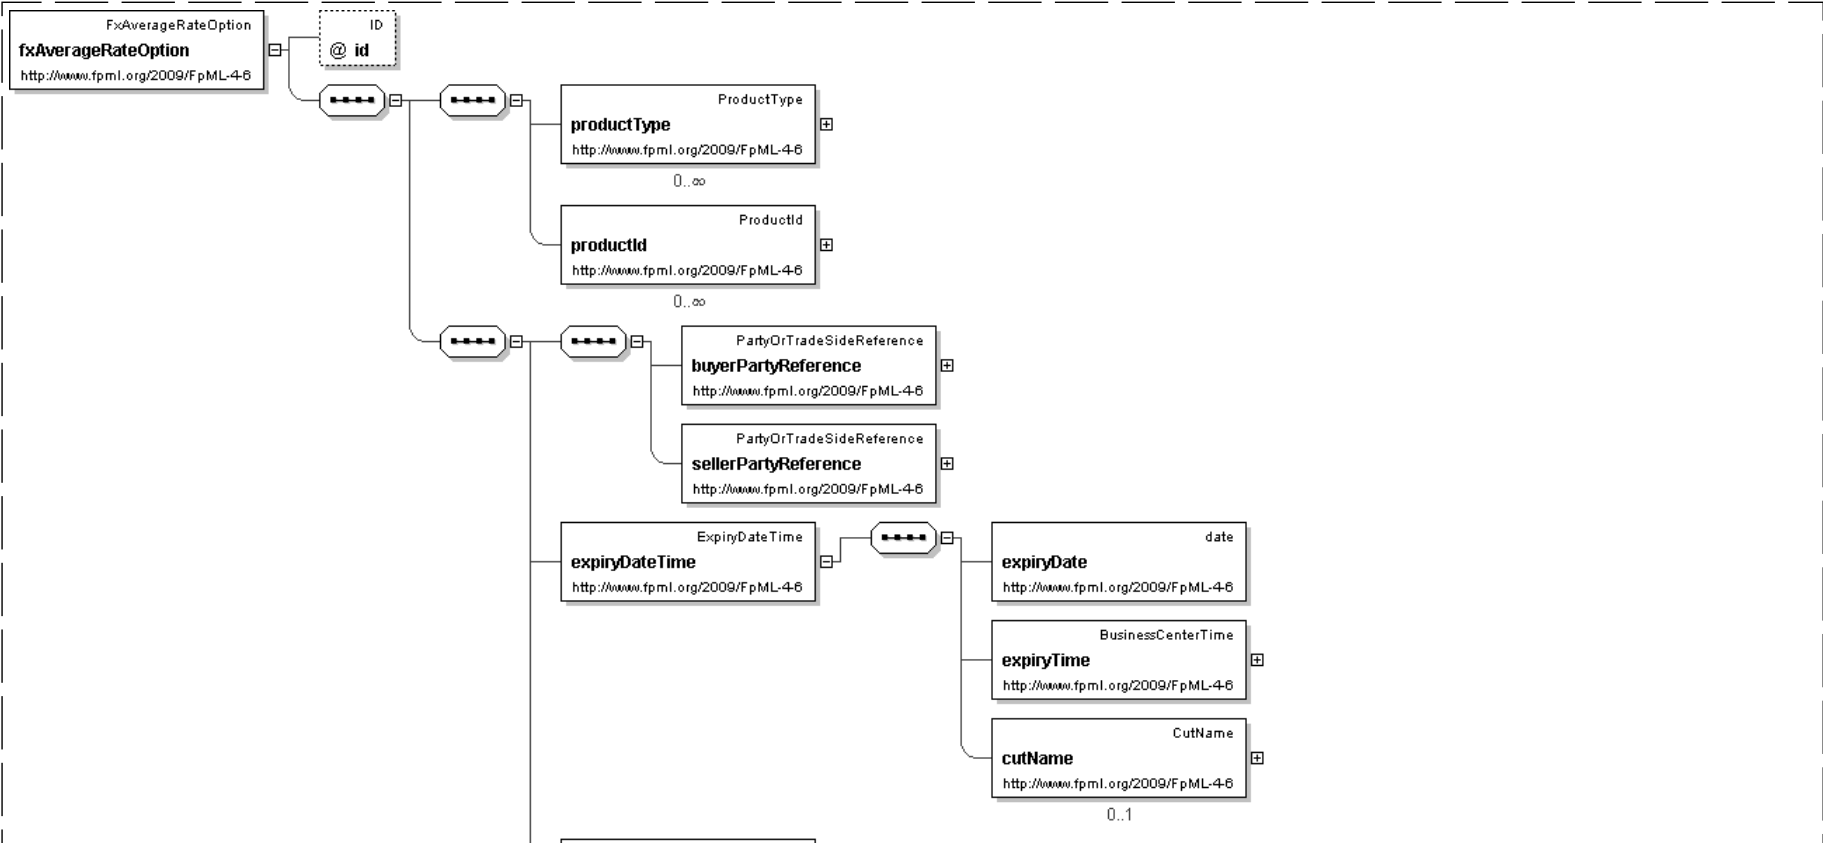 FxAverageRateOption
fxAverageRateOption
http://www.fpml.org/2009/FpML-4-6
ID
@ id
ProductType
productType
http://www.fpml.org/2009/FpML-4-6
0..∞
ProductId
productId
http://www.fpml.org/2009/FpML-4-6
0..∞
PartyOrTradeSideReference
buyerPartyReference
http://www.fpml.org/2009/FpML-4-6
PartyOrTradeSideReference
sellerPartyReference
http://www.fpml.org/2009/FpML-4-6
ExpiryDateTime
expiryDateTime
http://www.fpml.org/2009/FpML-4-6
date
expiryDate
http://www.fpml.org/2009/FpML-4-6
BusinessCenterTime
expiryTime
http://www.fpml.org/2009/FpML-4-6
CutName
cutName
http://www.fpml.org/2009/FpML-4-6
0..1